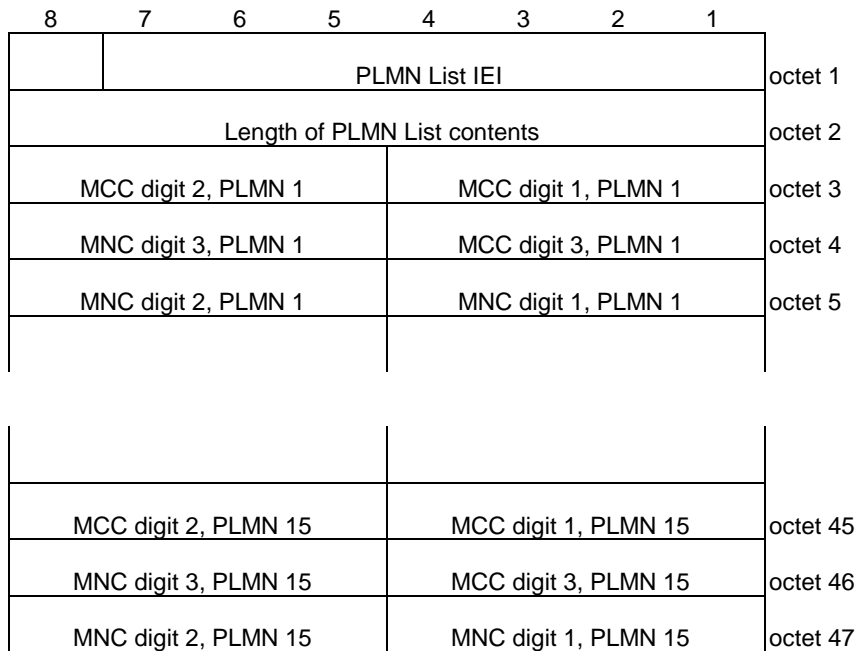 8 7 6 5 4 3 2 1
PLMN List IEI octet 1
Length of PLMN List contents octet 2
MCC digit 2, PLMN 1 MCC digit 1, PLMN 1 octet 3
MNC digit 3, PLMN 1 MCC digit 3, PLMN 1 octet 4
MNC digit 2, PLMN 1 MNC digit 1, PLMN 1 octet 5
MCC digit 2, PLMN 15 MCC digit 1, PLMN 15 octet 45
MNC digit 3, PLMN 15 MCC digit 3, PLMN 15 octet 46
MNC digit 2, PLMN 15 MNC digit 1, PLMN 15 octet 47